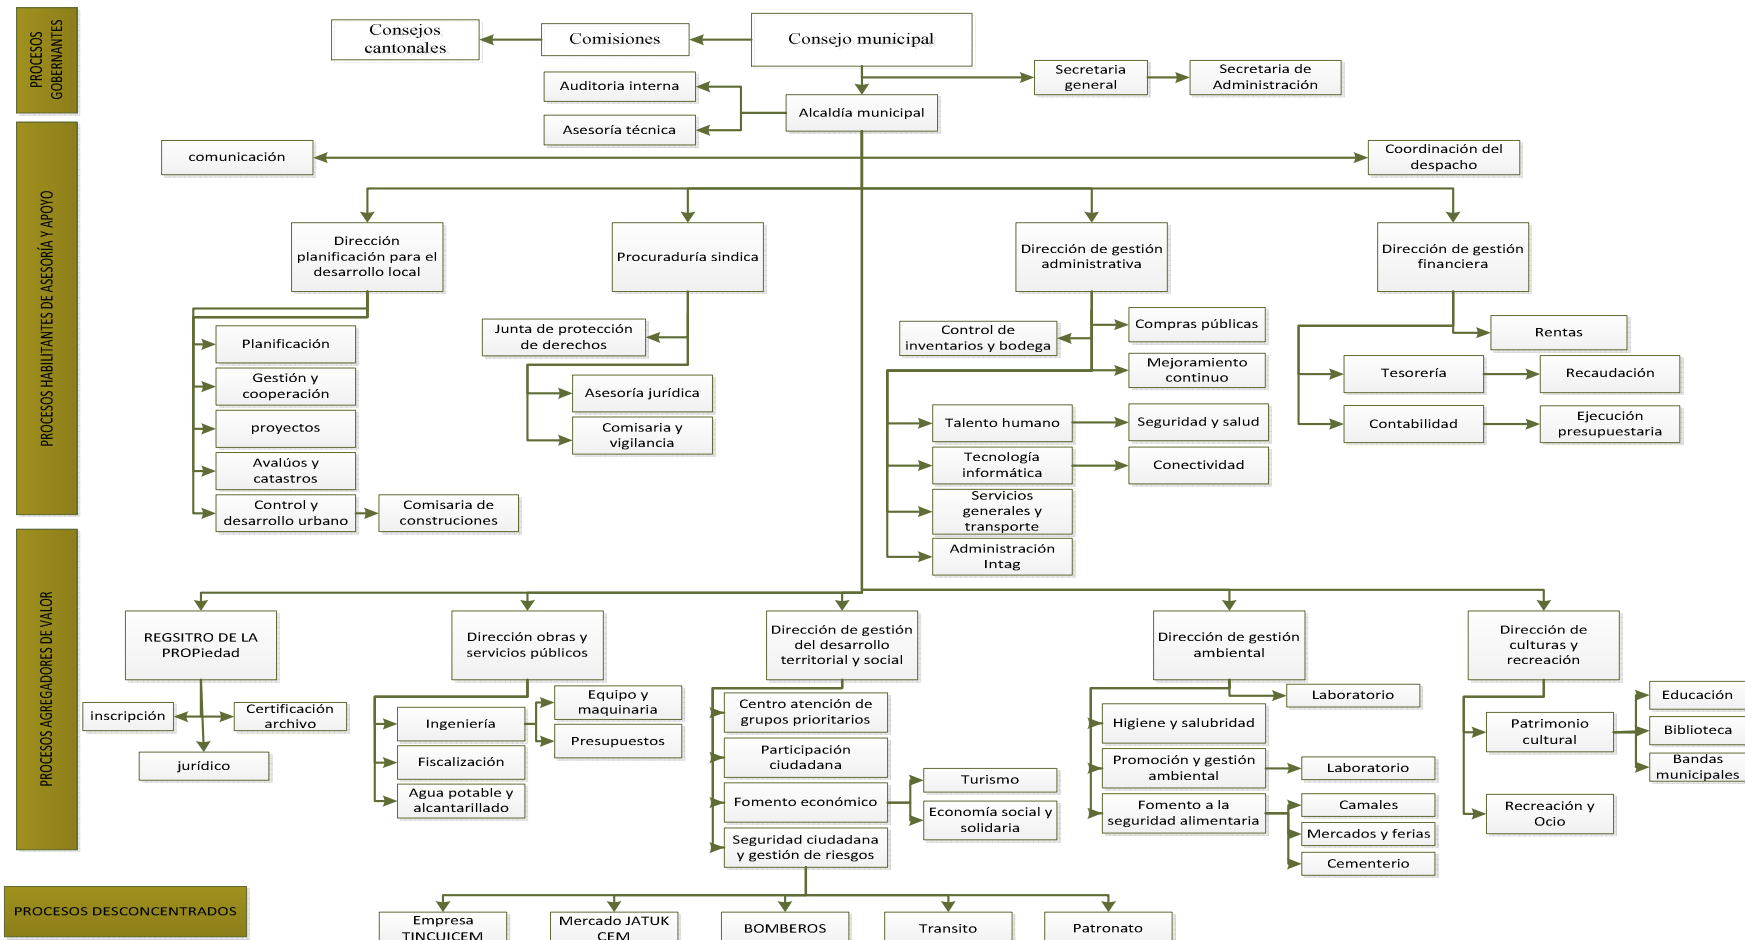 PROCESOS
GOBERNANTES
Consejos
cantonales
Comisiones
Consejo municipal
Auditoria interna
Secretaria
general
Secretaria de
Administración
Alcaldía municipal
Asesoría técnica
PROCESOS HABILITANTES DE ASESORÍA Y APOYO
comunicación
Coordinación del
despacho
Dirección
planificación para el
desarrollo local
Procuraduría sindica
Dirección de gestión
administrativa
Dirección de gestión
financiera
Planificación
Gestión y
cooperación
proyectos
Avalúos y
catastros
Control y
desarrollo urbano
Comisaria de
construciones
Junta de protección
de derechos
Asesoría jurídica
Comisaria y
vigilancia
Control de
inventarios y bodega
Compras públicas
Mejoramiento
continuo
Talento humano
Seguridad y salud
Tecnología
informática
Conectividad
Servicios
generales y
transporte
Administración
Intag
Rentas
Tesorería
Recaudación
Contabilidad
Ejecución
presupuestaria
PROCESOS AGREGADORES DE VALOR
REGSITRO DE LA
PROPiedad
Dirección obras y
servicios públicos
Dirección de gestión
del desarrollo
territorial y social
Dirección de gestión
ambiental
Dirección de
culturas y
recreación
inscripción
Certificación
archivo
jurídico
Ingeniería
Equipo y
maquinaria
Presupuestos
Fiscalización
Agua potable y
alcantarillado
Centro atención de
grupos prioritarios
Participación
ciudadana
Fomento económico
Turismo
Economía social y
solidaria
Seguridad ciudadana
y gestión de riesgos
Laboratorio
Higiene y salubridad
Promoción y gestión
ambiental
Laboratorio
Fomento a la
seguridad alimentaria
Camales
Mercados y ferias
Cementerio
Patrimonio
cultural
Educación
Biblioteca
Bandas
municipales
Recreación y
Ocio
PROCESOS DESCONCENTRADOS
Empresa
TINCUICEM
Mercado JATUK
CEM
BOMBEROS
Transito
Patronato